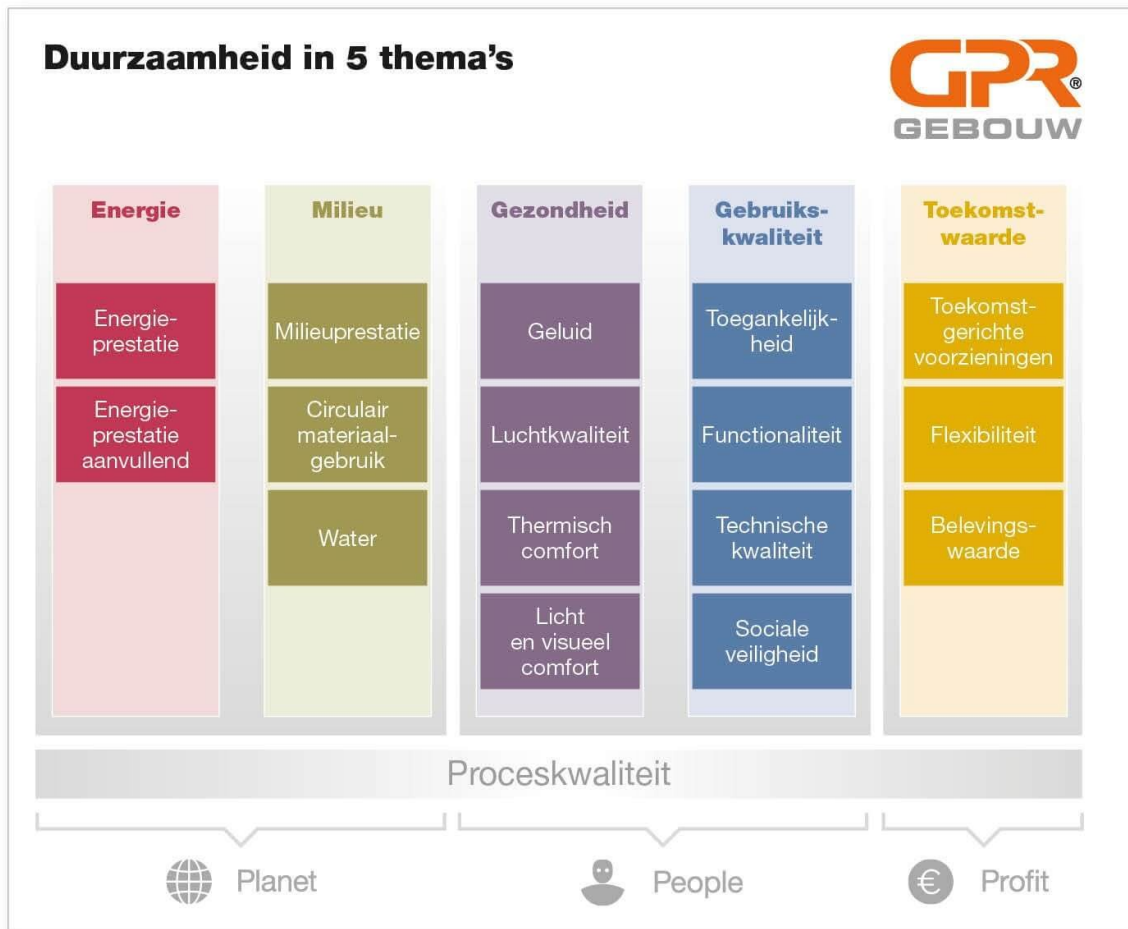 Duurzaamheid in 5 thema's
GPR®
GEBOUW
Energie
Energie-
prestatie
Energie-
prestatie
aanvullend
Milieu
Milieuprestatie
Circulair
materiaal-
gebruik
Water
Gezondheid
Geluid
Luchtkwaliteit
Thermisch
comfort
Licht
en visueel
comfort
Gebruiks-
kwaliteit
Toegankelijk-
heid
Functionaliteit
Technische
kwaliteit
Sociale
veiligheid
Toekomst-
waarde
Toekomst-
gerichte
voorzieningen
Flexibiliteit
Belevings-
waarde
Proceskwaliteit
Planet
People
€ Profit